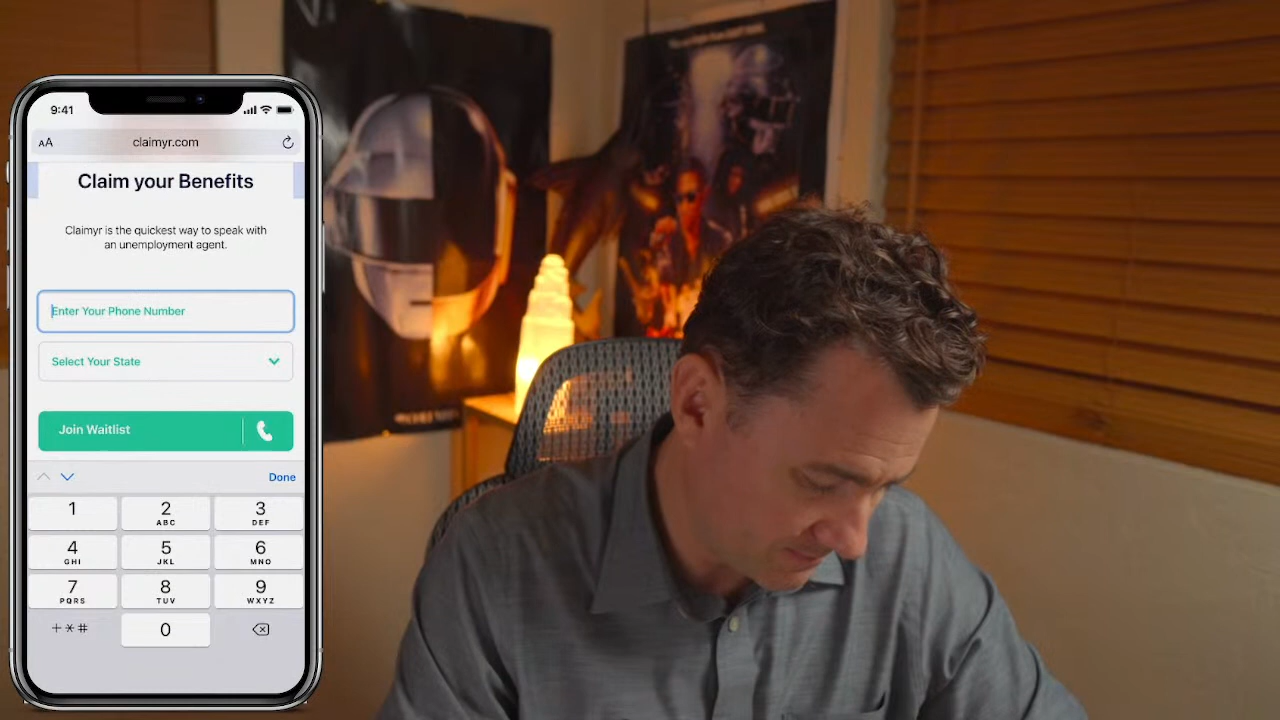 9:41
AA
claimyr.com
Claim your Benefits
Claimyr is the quickest way to speak with
an unemployment agent.
Enter Your Phone Number
Select Your State
Join Waitlist
Done
1
2
3
ABC
DEF
4
5
6
GHI
JKL
MNO
7
8
9
PQRS
TUV
WXYZ
+*#
0